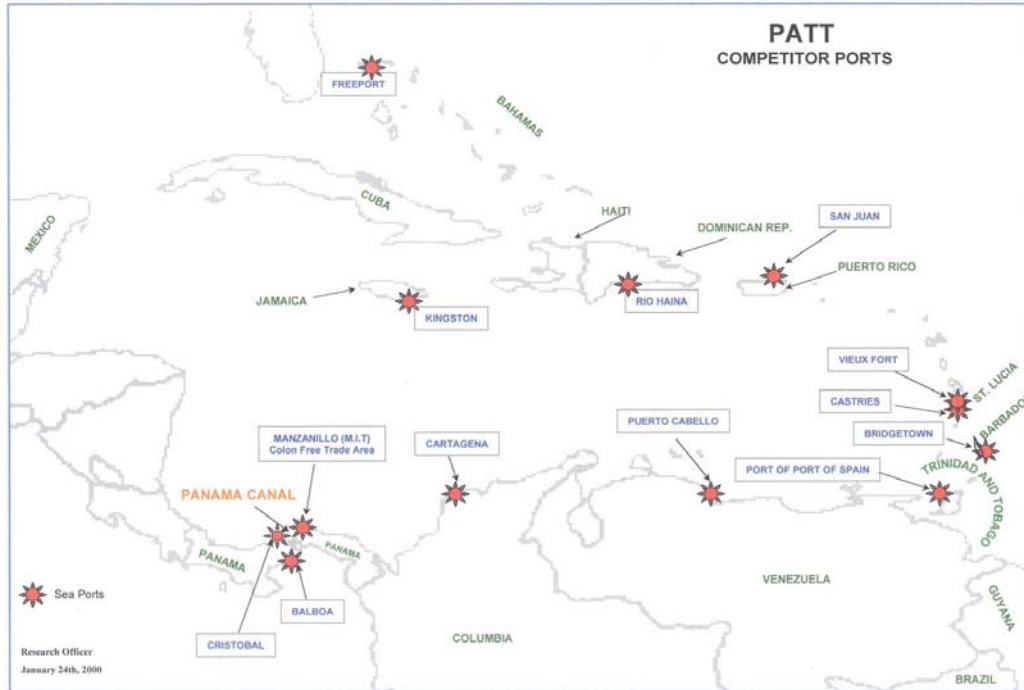 PATT
COMPETITOR PORTS
FREEPORT
BAHAMAS
CUBA
MEXICO
HAITI
SAN JUAN
DOMINICAN REP.
PUERTO RICO
JAMAICA
KINGSTON
RIO HAINA
VIEUX FORT
ST. LUCIA
CASTRIES
BARBADO
BRIDGETOWN
PUERTO CABELLO
MANZANILLO (M.I.T)
Colon Free Trade Area
CARTAGENA
PORT OF PORT OF SPAIN
TRINIDAD AND TOBAGO
PANAMA CANAL
PANAMA
PANAMA
VENEZUELA
GUYANA
Sea Ports
BALBOA
CRISTOBAL
COLUMBIA
Research Officer
January 24th, 2000
BRAZIL